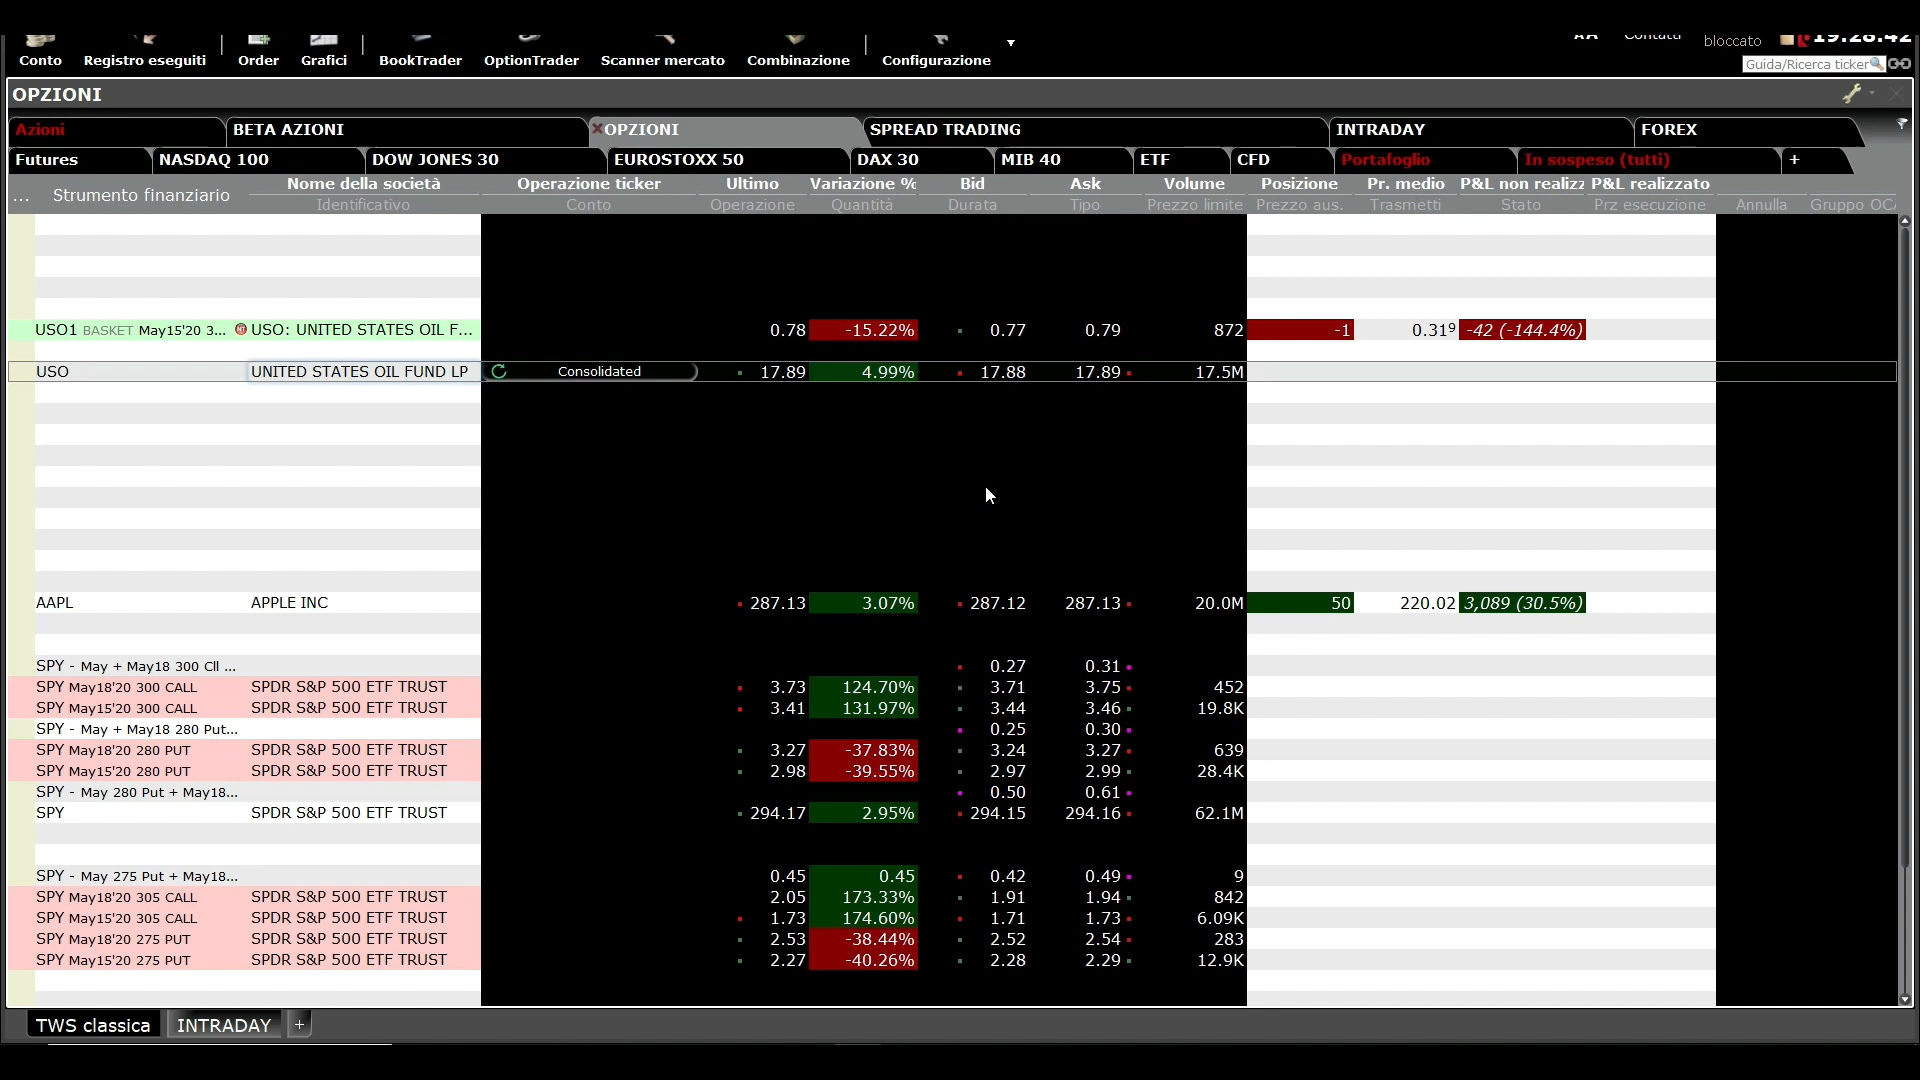 AA Contatti bloccato 19:28:42
Conto Registro eseguiti Order Grafici BookTrader OptionTrader Scanner mercato Combinazione Configurazione
Guida/Ricerca ticker
OPZIONI
Azioni BETA AZIONI OPZIONI SPREAD TRADING INTRADAY FOREX
Futures NASDAQ 100 DOW JONES 30 EUROSTOXX 50 DAX 30 MIB 40 ETF CFD Portafoglio In sospeso (tutti) +
... Strumento finanziario Nome della società Operazione ticker Ultimo Variazione % Bid Ask Volume Posizione Pr. medio P&L non realizz P&L realizzato
Identificativo Conto Operazione Quantità Durata Tipo Prezzo limite Prezzo aus. Trasmetti Stato Prz esecuzione Annulla Gruppo OCA
USO1 BASKET May15'20 3... USO: UNITED STATES OIL F... 0.78 -15.22% 0.77 0.79 872 -1 0.319 -42 (-144.4%)
USO UNITED STATES OIL FUND LP Consolidated 17.89 4.99% 17.88 17.89 17.5M
AAPL APPLE INC 287.13 3.07% 287.12 287.13 20.0M 50 220.02 3,089 (30.5%)
SPY - May + May18 300 Cll ... 0.27 0.31
SPY May18'20 300 CALL SPDR S&P 500 ETF TRUST 3.73 124.70% 3.71 3.75 452
SPY May15'20 300 CALL SPDR S&P 500 ETF TRUST 3.41 131.97% 3.44 3.46 19.8K
SPY - May + May18 280 Put... 0.25 0.30
SPY May18'20 280 PUT SPDR S&P 500 ETF TRUST 3.27 -37.83% 3.24 3.27 639
SPY May15'20 280 PUT SPDR S&P 500 ETF TRUST 2.98 -39.55% 2.97 2.99 28.4K
SPY - May 280 Put + May18... 0.50 0.61
SPY SPDR S&P 500 ETF TRUST 294.17 2.95% 294.15 294.16 62.1M
SPY - May 275 Put + May18... 0.45 0.45 0.42 0.49 9
SPY May18'20 305 CALL SPDR S&P 500 ETF TRUST 2.05 173.33% 1.91 1.94 842
SPY May15'20 305 CALL SPDR S&P 500 ETF TRUST 1.73 174.60% 1.71 1.73 6.09K
SPY May18'20 275 PUT SPDR S&P 500 ETF TRUST 2.53 -38.44% 2.52 2.54 283
SPY May15'20 275 PUT SPDR S&P 500 ETF TRUST 2.27 -40.26% 2.28 2.29 12.9K
TWS classica INTRADAY +